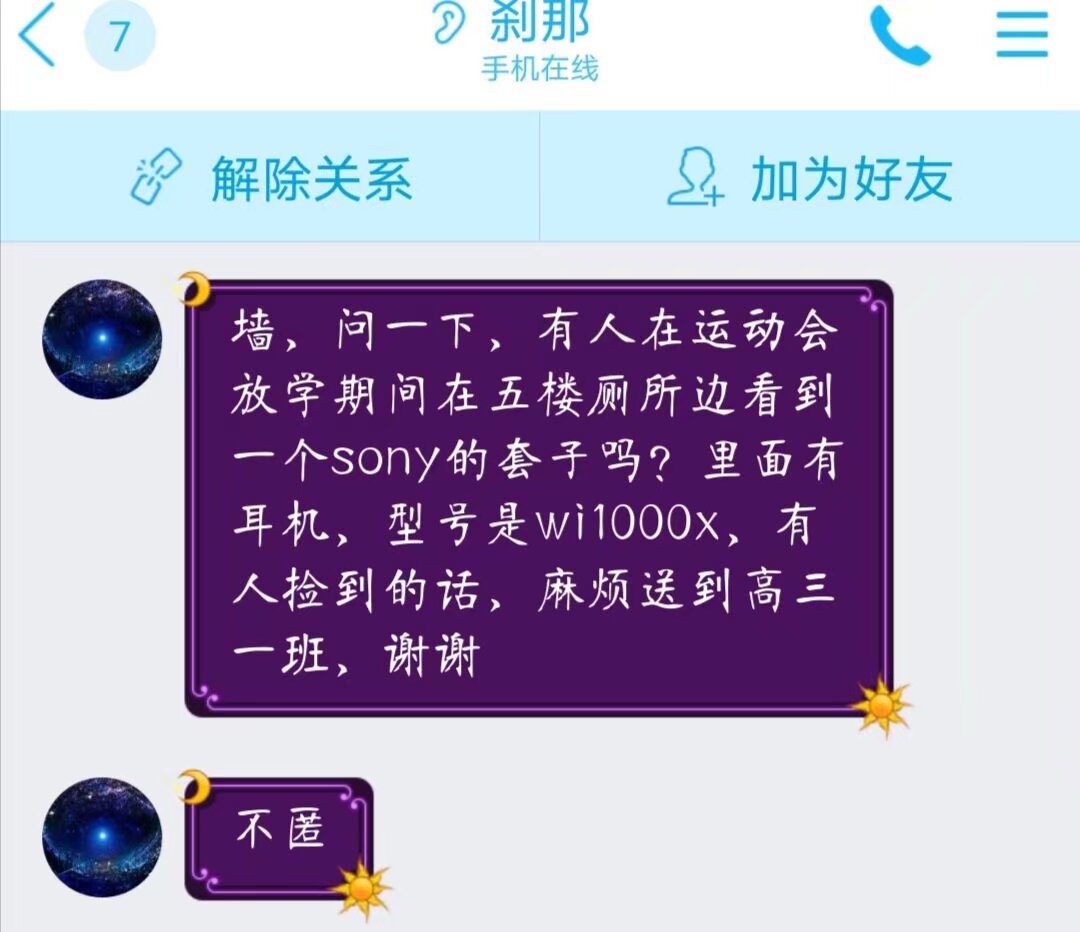 7
刹那
手机在线
解除关系
加为好友
墙，问一下，有人在运动会
放学期间在五楼厕所边看到
一个sony的套子吗？里面有
耳机，型号是wi1000x，有
人捡到的话，麻烦送到高三
一班，谢谢
不匿